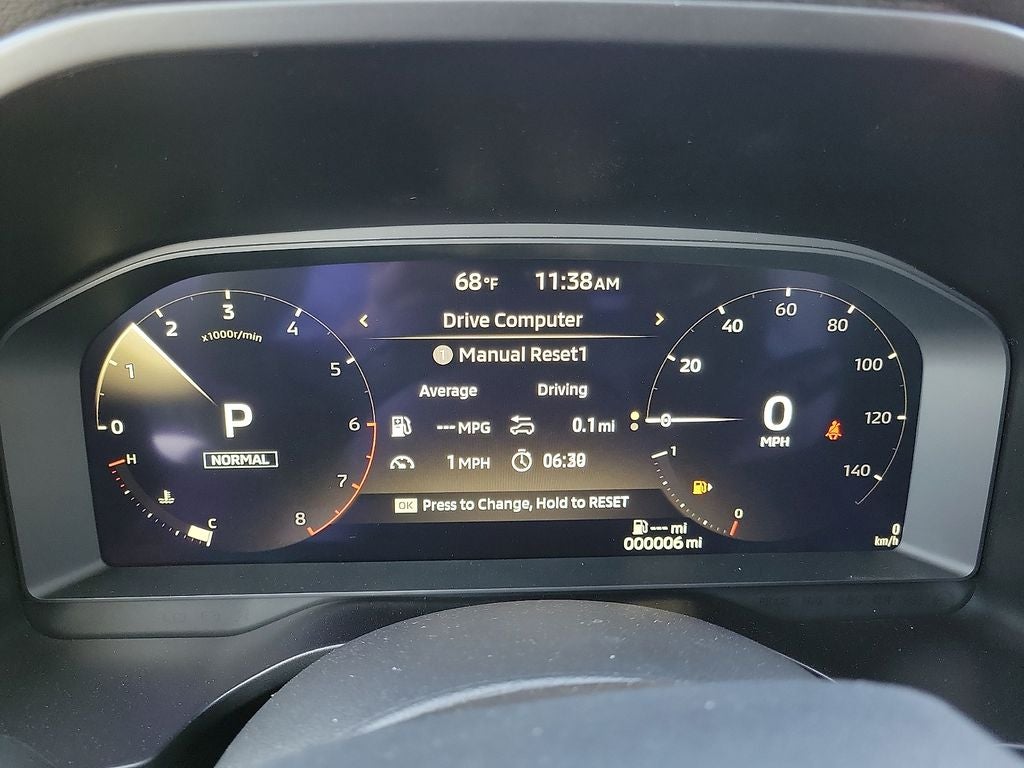 68°F 11:38AM
< Drive Computer >
1 Manual Reset1
Average Driving
---MPG 0.1mi
1MPH 06:30
OK Press to Change, Hold to RESET
--- mi
000006 mi
0
1
2
3
4
5
6
7
8
x1000r/min
P
NORMAL
H
C
0
20
40
60
80
100
120
140
0
MPH
1
0
0
km/h